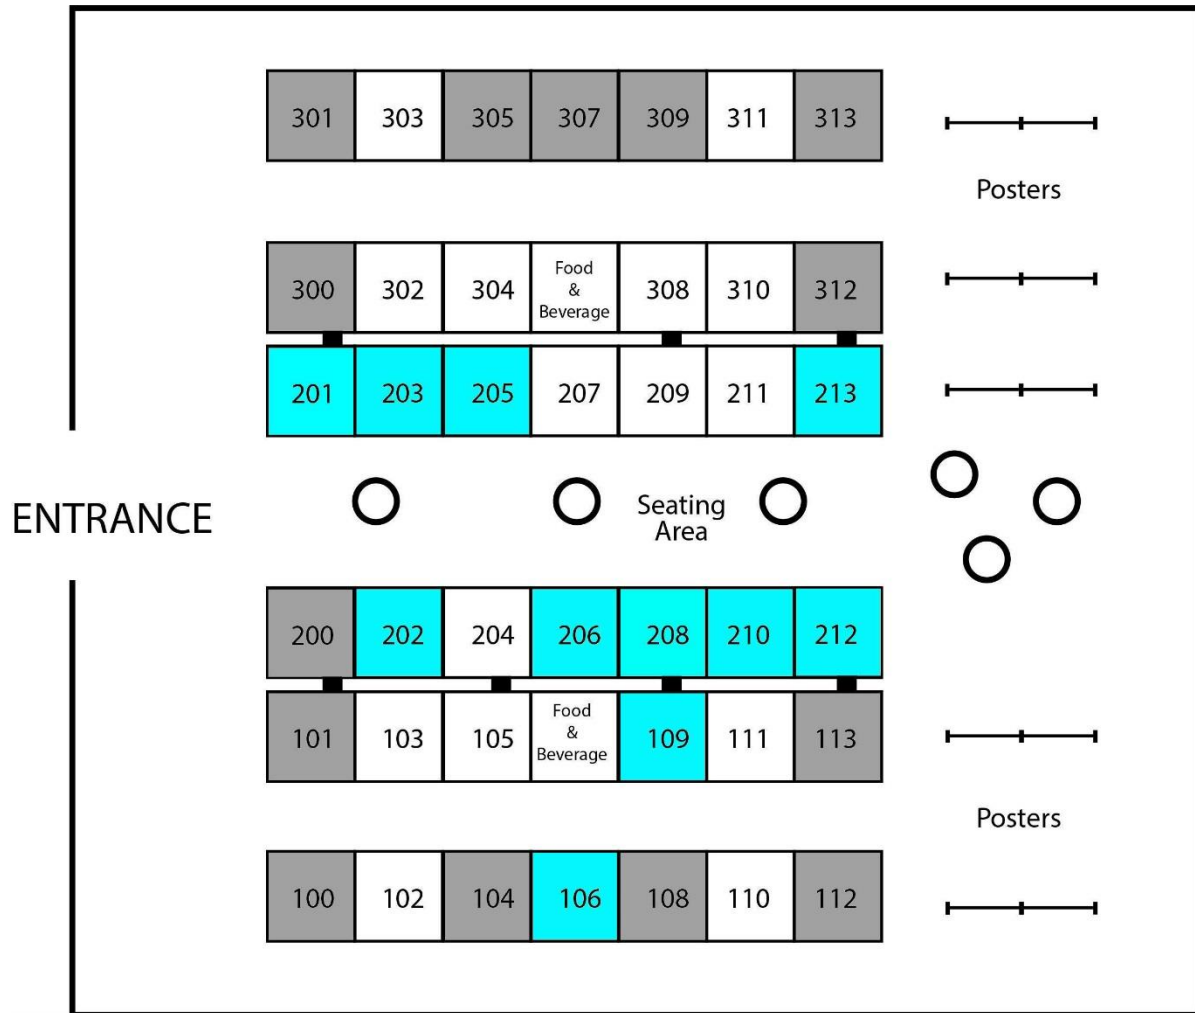 301 303 305 307 309 311 313
Posters
300 302 304 Food & Beverage 308 310 312
201 203 205 207 209 211 213
ENTRANCE
Seating
Area
200 202 204 206 208 210 212
101 103 105 Food & Beverage 109 111 113
Posters
100 102 104 106 108 110 112